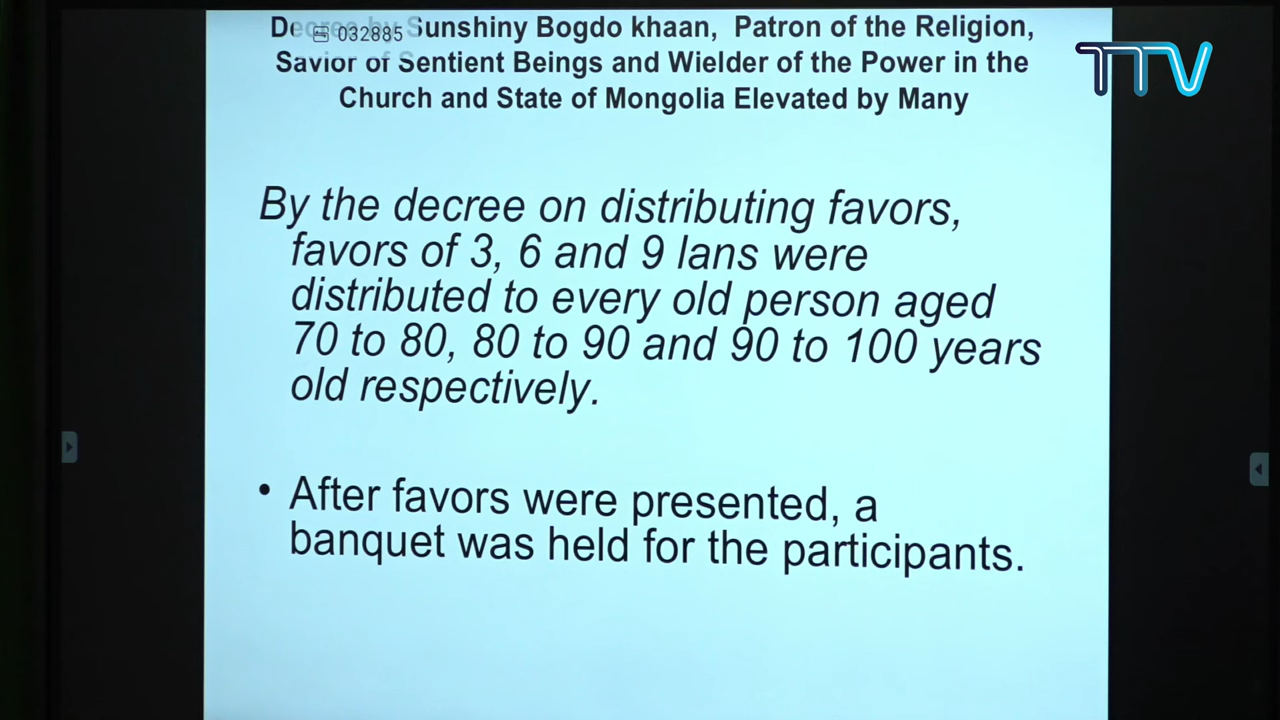 Decree by Sunshiny Bogdo khaan, Patron of the Religion,
032885
Savior of Sentient Beings and Wielder of the Power in the
Church and State of Mongolia Elevated by Many
TTV
By the decree on distributing favors,
favors of 3, 6 and 9 lans were
distributed to every old person aged
70 to 80, 80 to 90 and 90 to 100 years
old respectively.
• After favors were presented, a
banquet was held for the participants.